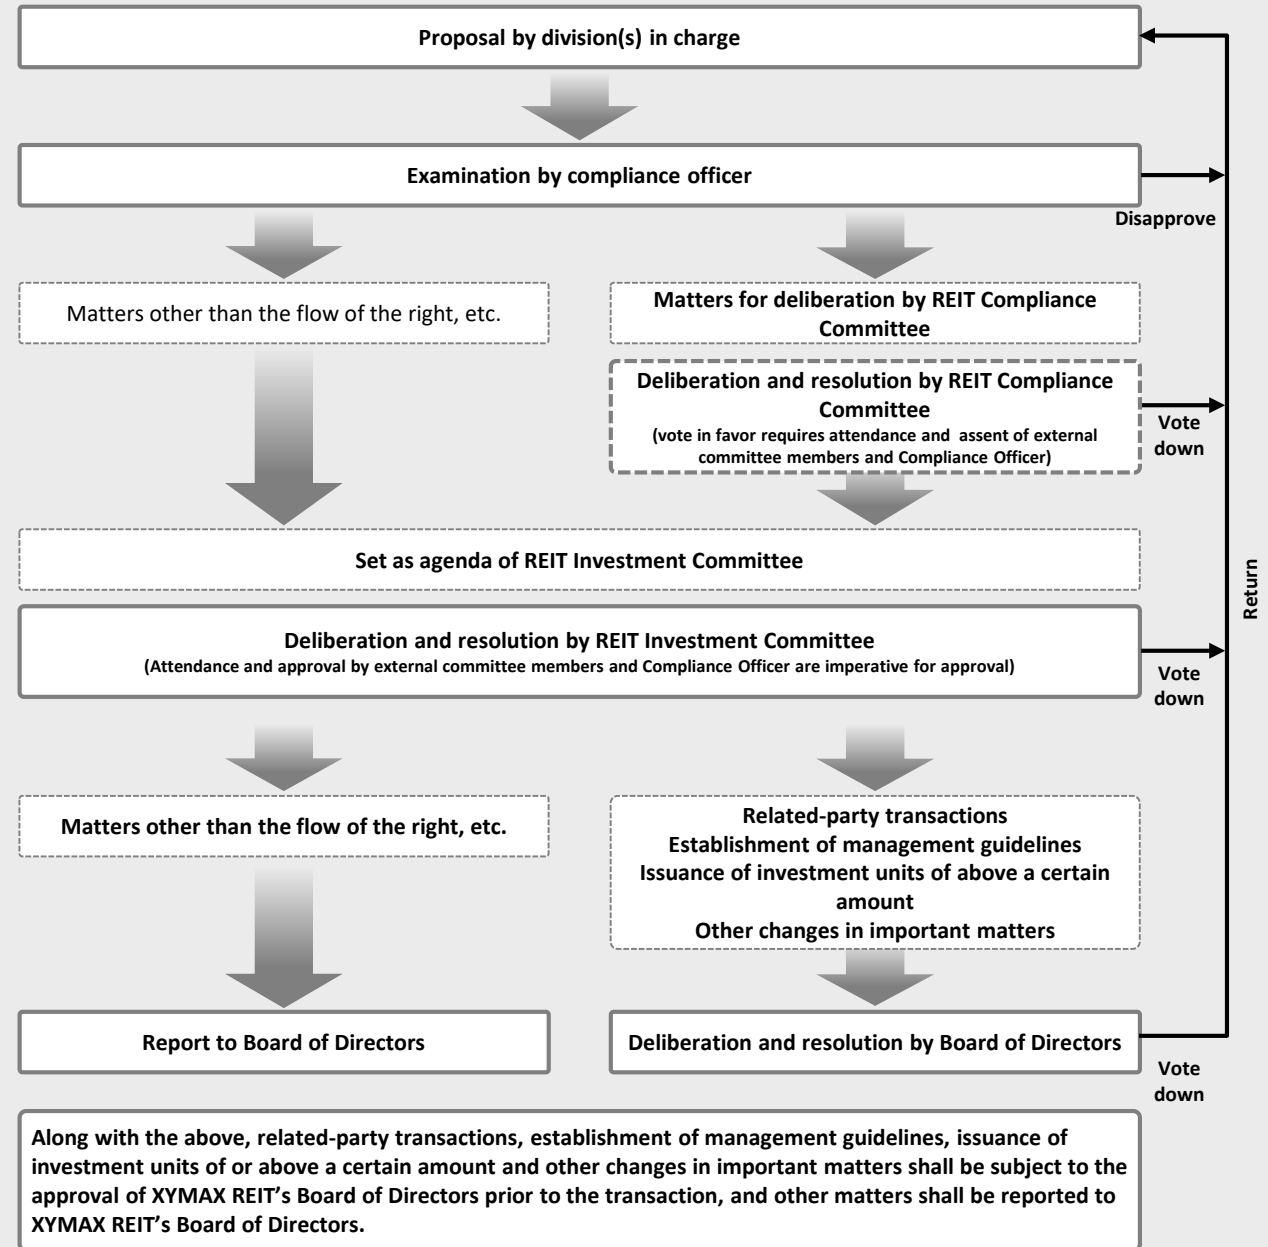 Proposal by division(s) in charge
Examination by compliance officer
Disapprove
Matters other than the flow of the right, etc.
Matters for deliberation by REIT Compliance
Committee
Deliberation and resolution by REIT Compliance
Committee
(vote in favor requires attendance and assent of external
committee members and Compliance Officer)
Vote
down
Set as agenda of REIT Investment Committee
Return
Deliberation and resolution by REIT Investment Committee
(Attendance and approval by external committee members and Compliance Officer are imperative for approval)
Vote
down
Matters other than the flow of the right, etc.
Related-party transactions
Establishment of management guidelines
Issuance of investment units of above a certain
amount
Other changes in important matters
Report to Board of Directors
Deliberation and resolution by Board of Directors
Vote
down
Along with the above, related-party transactions, establishment of management guidelines, issuance of
investment units of or above a certain amount and other changes in important matters shall be subject to the
approval of XYMAX REIT's Board of Directors prior to the transaction, and other matters shall be reported to
XYMAX REIT's Board of Directors.